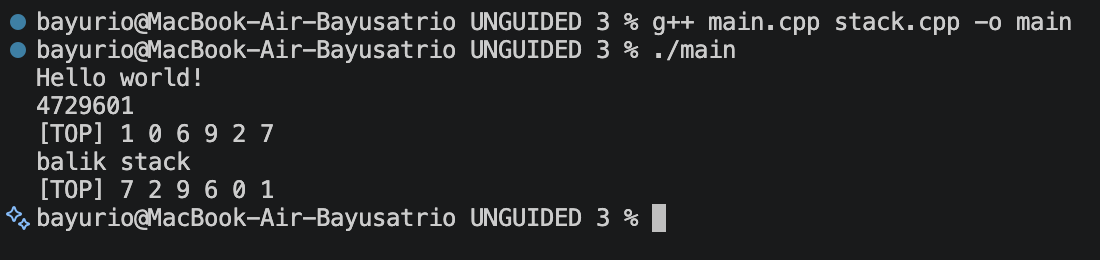 bayurio@MacBook-Air-Bayusatrio UNGUIDED 3 % g++ main.cpp stack.cpp -o main
bayurio@MacBook-Air-Bayusatrio UNGUIDED 3 % ./main
Hello world!
4729601
[TOP] 1 0 6 9 2 7
balik stack
[TOP] 7 2 9 6 0 1
bayurio@MacBook-Air-Bayusatrio UNGUIDED 3 %